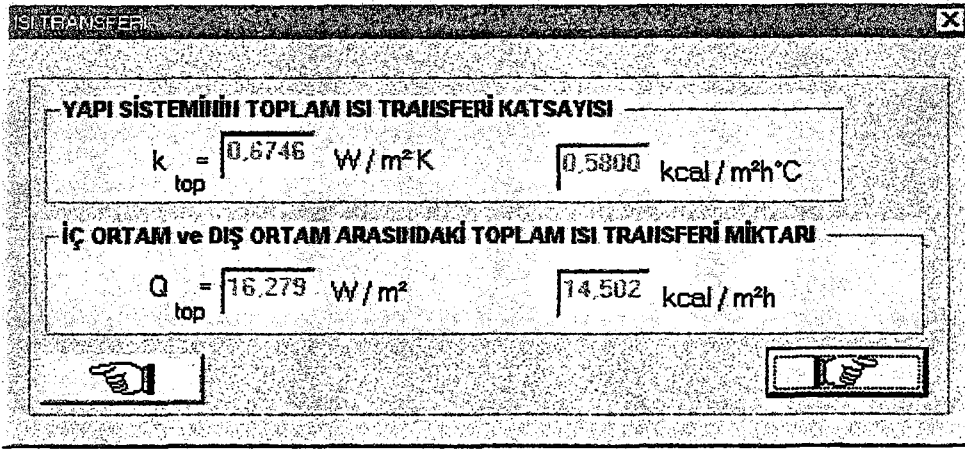 ISI TRANSFERİ
YAPI SİSTEMİNİN TOPLAM ISI TRANSFERİ KATSAYISI
k top = 0,6746 W / m²K 0,5800 kcal / m²h°C
İÇ ORTAM ve DIŞ ORTAM ARASINDAKİ TOPLAM ISI TRANSFERİ MİKTARI
Q top = 16,279 W / m² 14,502 kcal / m²h